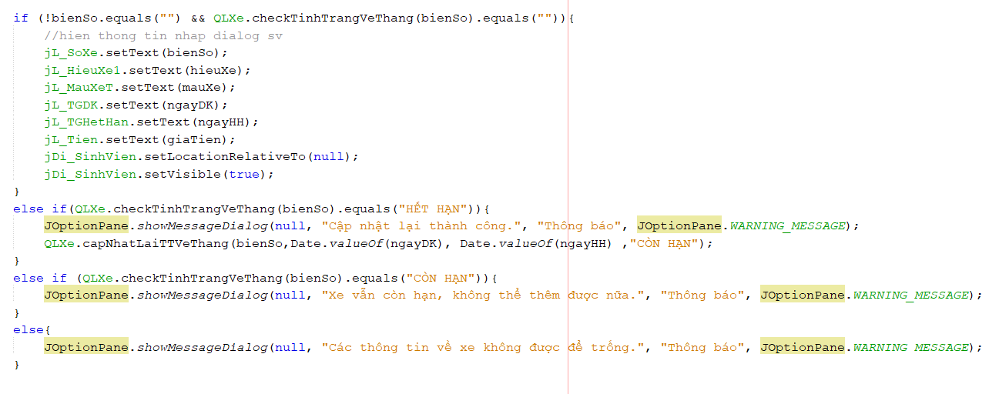 if (!bienSo.equals("") && QLXe.checkTinhTrangVeThang(bienSo).equals("")){
//hien thong tin nhap dialog sv
jL_SoXe.setText(bienSo);
jL_HieuXe1.setText(hieuXe);
jL_MauXeT.setText(mauXe);
jL_TGDK.setText(ngayDK);
jL_TGHetHan.setText(ngayHH);
jL_Tien.setText(giaTien);
jDi_SinhVien.setLocationRelativeTo(null);
jDi_SinhVien.setVisible(true);
}
else if(QLXe.checkTinhTrangVeThang(bienSo).equals("HẾT HẠN")){
JOptionPane.showMessageDialog(null, "Cập nhật lại thành công.", "Thông báo", JOptionPane.WARNING_MESSAGE);
QLXe.capNhatLaiTTVeThang(bienSo,Date.valueOf(ngayDK), Date.valueOf(ngayHH) ,"CÒN HẠN");
}
else if (QLXe.checkTinhTrangVeThang(bienSo).equals("CÒN HẠN")){
JOptionPane.showMessageDialog(null, "Xe vẫn còn hạn, không thể thêm được nữa.", "Thông báo", JOptionPane.WARNING_MESSAGE);
}
else{
JOptionPane.showMessageDialog(null, "Các thông tin về xe không được để trống.", "Thông báo", JOptionPane.WARNING_MESSAGE);
}